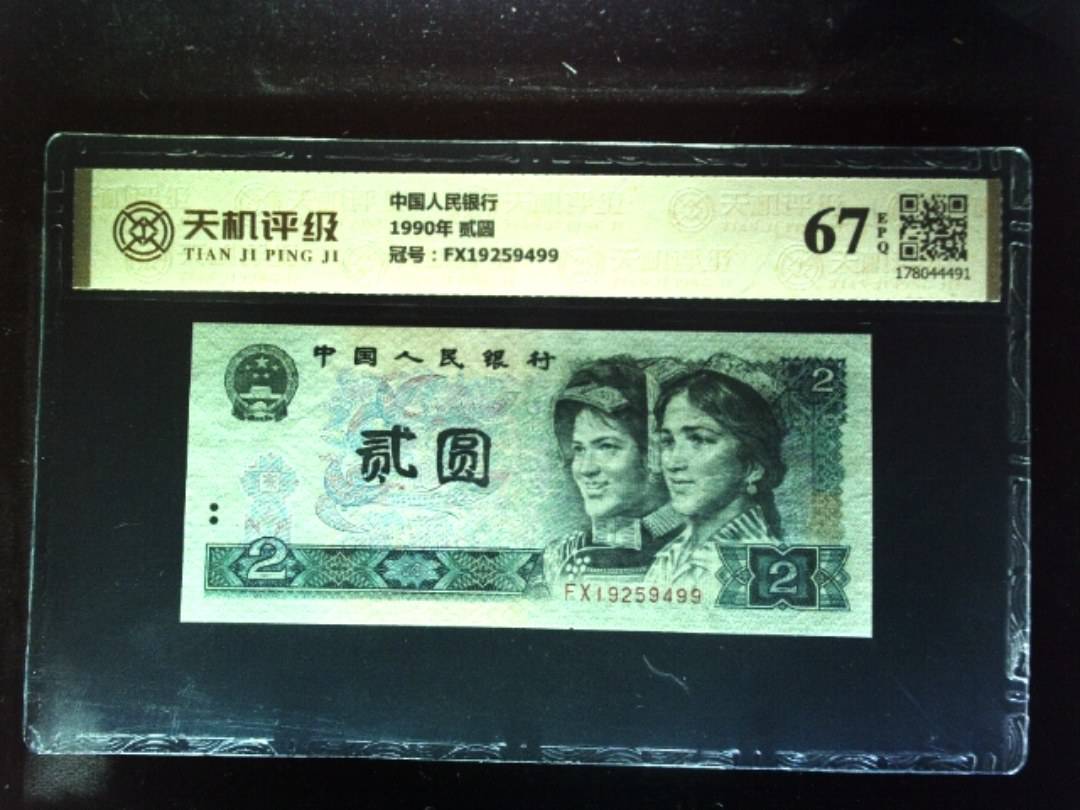 天机评级
TIAN JI PING JI
中国人民银行
1990年 贰圆
冠号：FX19259499
67
EPQ
178044491
中国人民银行
2
贰圆
2
2
FX19259499